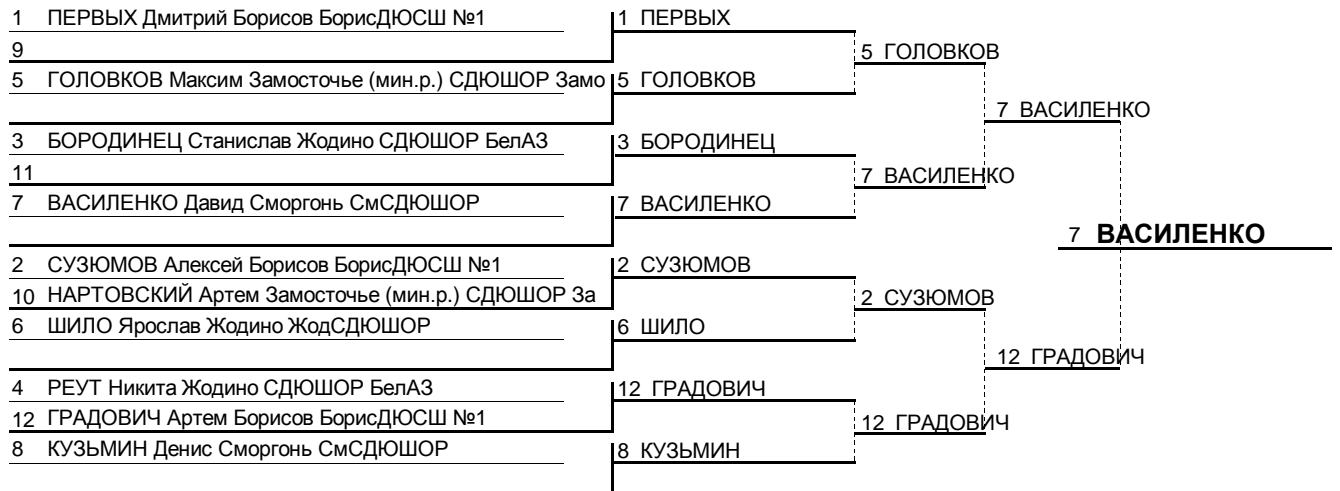 1 ПЕРВЫХ Дмитрий Борисов БорисДЮСШ №1
9
5 ГОЛОВКОВ Максим Замосточье (мин.р.) СДЮШОР Замо
3 БОРОДИНЕЦ Станислав Жодино СДЮШОР БелАЗ
11
7 ВАСИЛЕНКО Давид Сморгонь СмСДЮШОР
2 СУЗЮМОВ Алексей Борисов БорисДЮСШ №1
10 НАРТОВСКИЙ Артем Замосточье (мин.р.) СДЮШОР За
6 ШИЛО Ярослав Жодино ЖодСДЮШОР
4 РЕУТ Никита Жодино СДЮШОР БелАЗ
12 ГРАДОВИЧ Артем Борисов БорисДЮСШ №1
8 КУЗЬМИН Денис Сморгонь СмСДЮШОР
1 ПЕРВЫХ
5 ГОЛОВКОВ
3 БОРОДИНЕЦ
7 ВАСИЛЕНКО
2 СУЗЮМОВ
6 ШИЛО
12 ГРАДОВИЧ
8 КУЗЬМИН
5 ГОЛОВКОВ
7 ВАСИЛЕНКО
2 СУЗЮМОВ
12 ГРАДОВИЧ
7 ВАСИЛЕНКО
12 ГРАДОВИЧ
7 ВАСИЛЕНКО